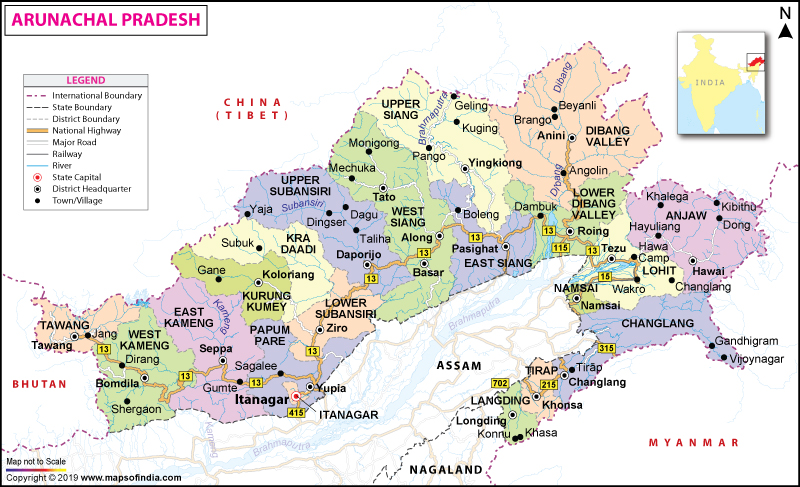 ARUNACHAL PRADESH
N
LEGEND
International Boundary
State Boundary
District Boundary
National Highway
Major Road
Railway
River
State Capital
District Headquarter
Town/Village
INDIA
CHINA
(TIBET)
UPPER
SIANG
Brahmaputra
Geling
Kuging
Dibang
Beyanli
Brango
Anini
DIBANG
VALLEY
Monigong
Pango
Yingkiong
Angolin
Mechuka
Tato
Dibang
LOWER
DIBANG
VALLEY
UPPER
SUBANSIRI
Subansiri
Yaja
Dagu
Dingser
Taliha
WEST
SIANG
Boleng
Dambuk
Khalega
ANJAW
Kibithu
Dong
Hayuliang
KRA
DAADI
Subuk
Along
13
Pasighat
13
13
115
Roing
13
Tezu
Hawa
Camp
Hawai
Daporijo
13
Basar
EAST SIANG
LOHIT
Gane
Koloriang
KURUNG
KUMEY
NAMSAI
Namsai
15
Wakro
Changlang
EAST
KAMENG
Kameng
LOWER
SUBANSIRI
Ziro
Brahmaputra
CHANGLANG
TAWANG
Tawang
Jang
13
WEST
KAMENG
PAPUM
PARE
Gandhigram
Vijoynagar
315
Dirang
Seppa
13
ASSAM
TIRAP
Tirap
Changlang
BHUTAN
Bomdila
13
Sagalee
Gumte
13
Yupia
702
215
Khonsa
Shergaon
Itanagar
415
ITANAGAR
LANGDING
Longding
Konnu
Khasa
MYANMAR
Kameng
Brahmaputra
NAGALAND
Map not to Scale
Copyright © 2019 www.mapsofindia.com